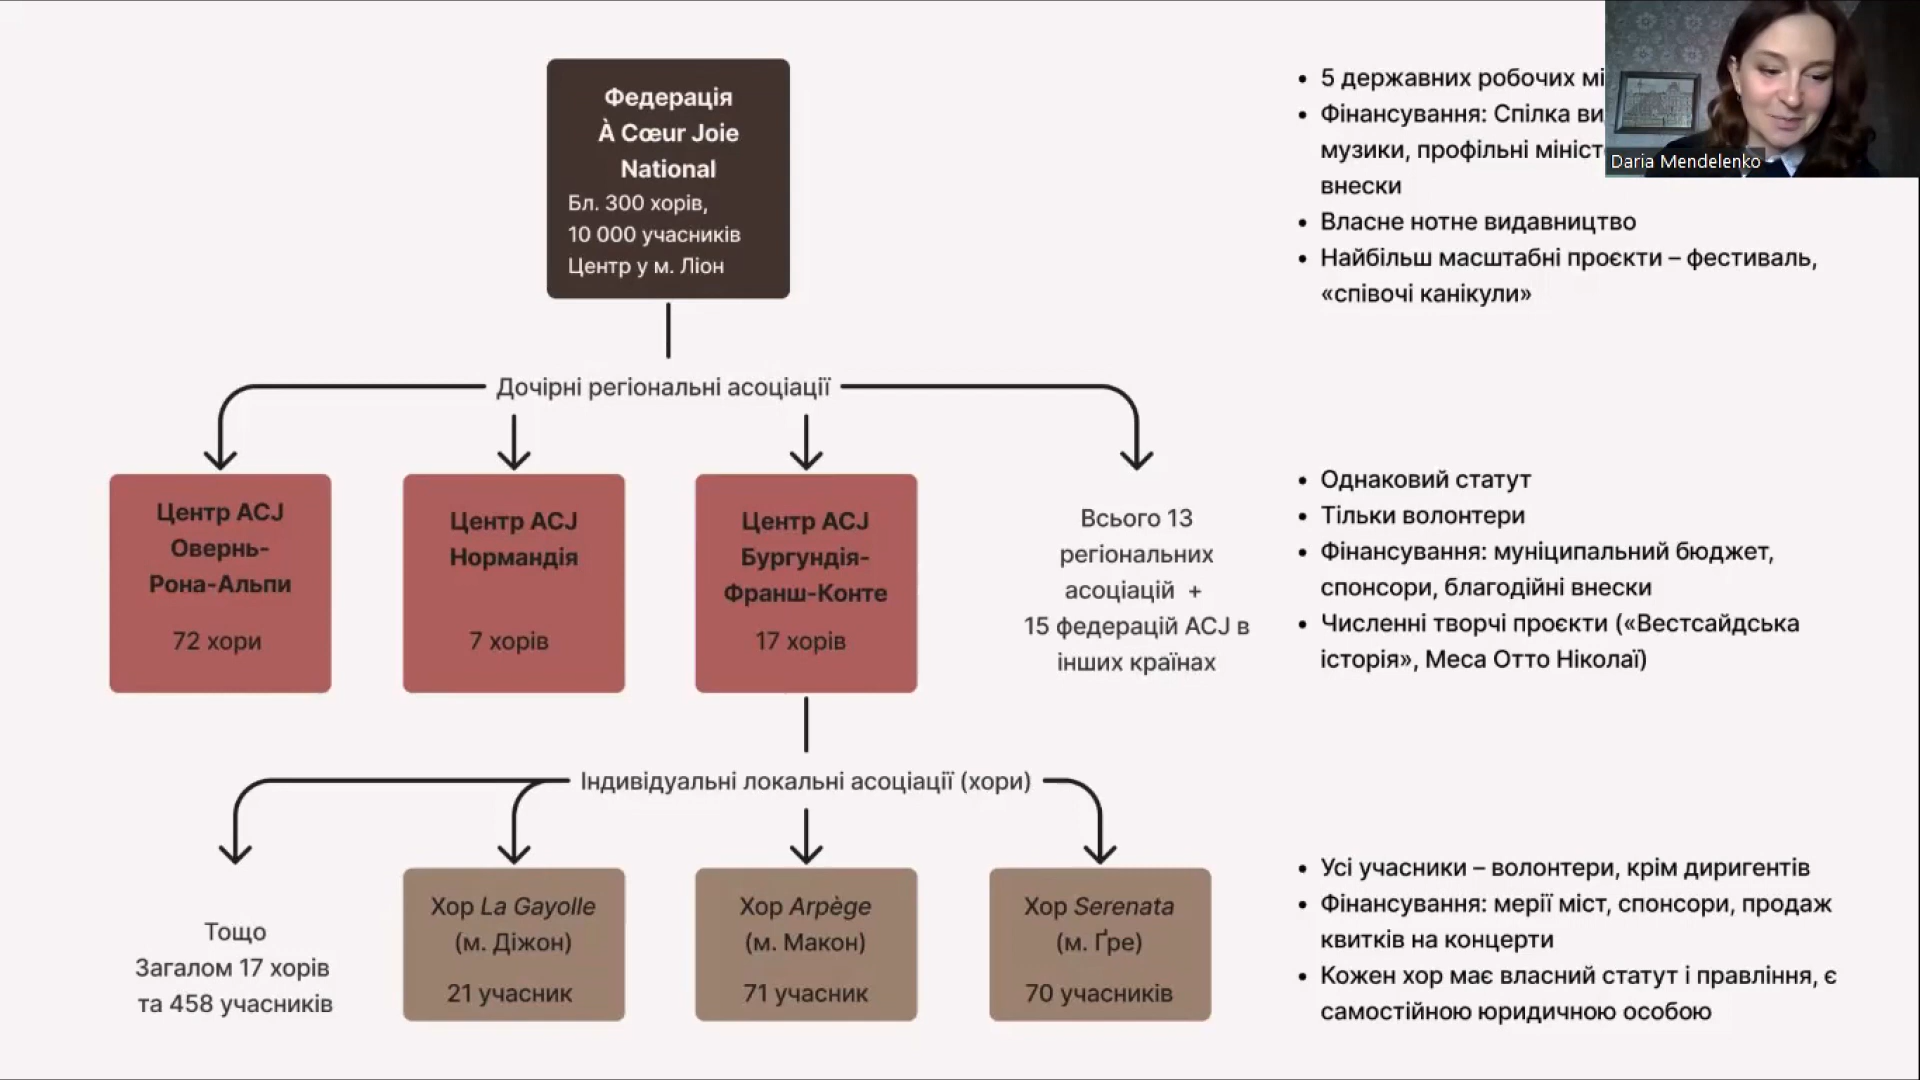 Федерація
À Cœur Joie
National
Бл. 300 хорів,
10 000 учасників
Центр у м. Ліон
• 5 державних робочих
• Фінансування: Спілка
музики, профільні
внески
• Власне нотне видавництво
• Найбільш масштабні проєкти – фестиваль,
«співочі канікули»
Daria Mendelenko
Дочірні регіональні асоціації
Центр ACJ
Овернь-
Рона-Альпи
72 хори
Центр ACJ
Нормандія
7 хорів
Центр ACJ
Бургундія-
Франш-Конте
17 хорів
Всього 13
регіональних
асоціацій +
15 федерацій ACJ в
інших країнах
• Однаковий статут
• Тільки волонтери
• Фінансування: муніципальний бюджет,
спонсори, благодійні внески
• Численні творчі проєкти («Вестсайдська
історія», Меса Отто Ніколаї)
Індивідуальні локальні асоціації (хори)
Тощо
Загалом 17 хорів
та 458 учасників
Хор La Gayolle
(м. Діжон)
21 учасник
Хор Arpège
(м. Макон)
71 учасник
Хор Serenata
(м. Ґре)
70 учасників
• Усі учасники – волонтери, крім диригентів
• Фінансування: мерії міст, спонсори, продаж
квитків на концерти
• Кожен хор має власний статут і правління, є
самостійною юридичною особою